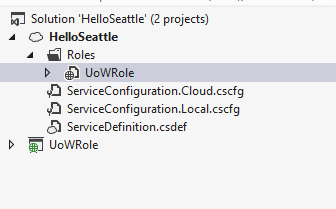 Solution 'HelloSeattle' (2 projects)
HelloSeattle
Roles
UoWRole
ServiceConfiguration.Cloud.cscfg
ServiceConfiguration.Local.cscfg
ServiceDefinition.csdef
UoWRole